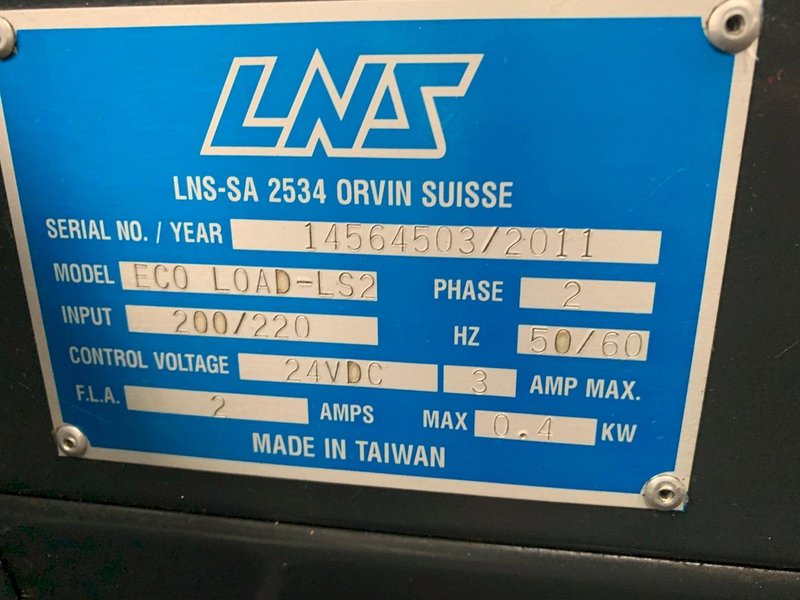 LNS
LNS-SA 2534 ORVIN SUISSE
SERIAL NO. / YEAR 14564503/2011
MODEL ECO LOAD-LS2 PHASE 2
INPUT 200/220 HZ 50/60
CONTROL VOLTAGE 24VDC 3 AMP MAX.
F.L.A. 2 AMPS MAX 0.4 KW
MADE IN TAIWAN